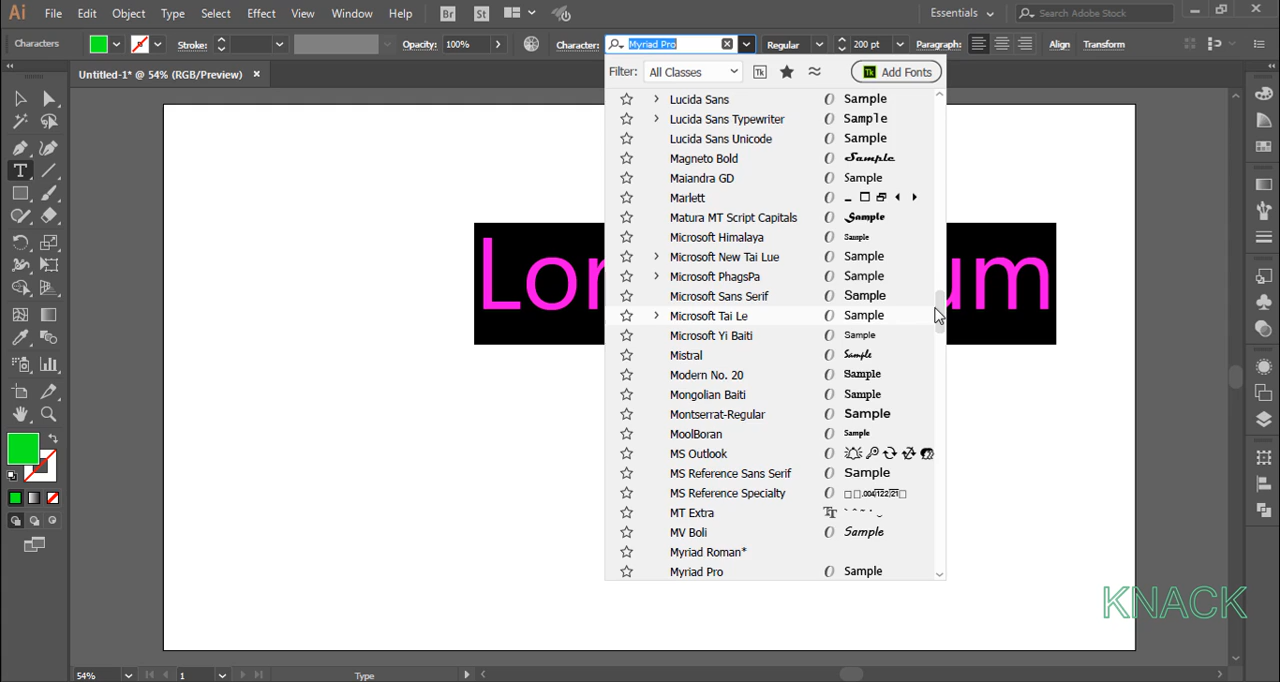 Ai File Edit Object Type Select Effect View Window Help Br St Essentials Search Adobe Stock
Characters Stroke: Opacity: 100% Character: Myriad Pro Regular 200 pt Paragraph: Align Transform
Untitled-1* @ 54% (RGB/Preview)
Filter: All Classes Tk Tk Add Fonts
Lucida Sans Sample
Lucida Sans Typewriter Sample
Lucida Sans Unicode Sample
Magneto Bold Sample
Maiandra GD Sample
Marlett
Matura MT Script Capitals Sample
Microsoft Himalaya Sample
Microsoft New Tai Lue Sample
Microsoft PhagsPa Sample
Microsoft Sans Serif Sample
Microsoft Tai Le Sample
Microsoft Yi Baiti Sample
Mistral Sample
Modern No. 20 Sample
Mongolian Baiti Sample
Montserrat-Regular Sample
MoolBoran Sample
MS Outlook
MS Reference Sans Serif Sample
MS Reference Specialty
MT Extra
MV Boli Sample
Myriad Roman*
Myriad Pro Sample
KNACK
54% 1 Type